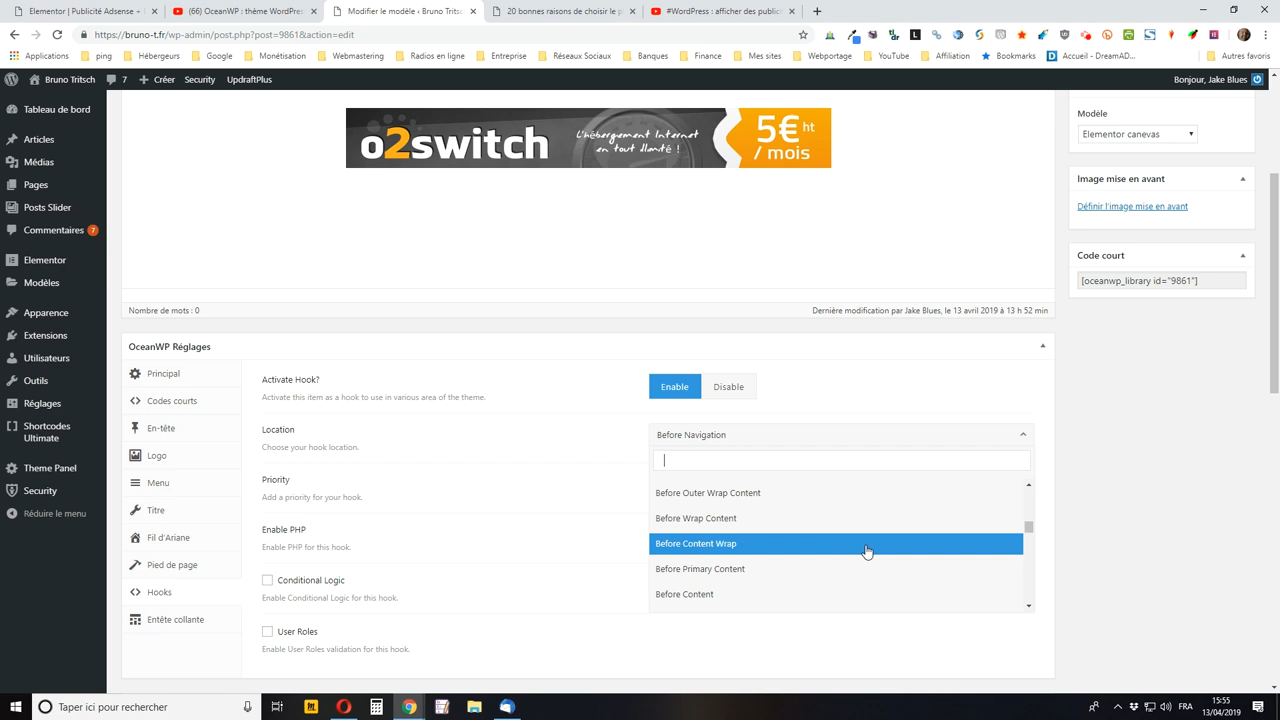 Elementor | Publicité Adsense +
(66) OceanWP : thème WordPres
Modifier le modèle « Bruno Tritsc
20 bonnes raisons de choisir le p
#WordPress : afficher des public
https://bruno-t.fr/wp-admin/post.php?post=9861&action=edit
Applications ping Hébergeurs Google Monétisation Webmastering Radios en ligne Entreprise Réseaux Sociaux Banques Finance Mes sites Webportage YouTube Affiliation Bookmarks Accueil - DreamAD... Autres favoris
Bruno Tritsch 7 Créer Security UpdraftPlus Bonjour, Jake Blues
Tableau de bord
Articles
Médias
Pages
Posts Slider
Commentaires 7
Elementor
Modèles
Apparence
Extensions
Utilisateurs
Outils
Réglages
Shortcodes
Ultimate
Theme Panel
Security
Réduire le menu
o2switch
L'hébergement Internet
en tout illimité !
5€ ht
/ mois
Nombre de mots : 0
Dernière modification par Jake Blues, le 13 avril 2019 à 13 h 52 min
OceanWP Réglages
Principal
Codes courts
En-tête
Logo
Menu
Titre
Fil d'Ariane
Pied de page
Hooks
Entête collante
Activate Hook?
Activate this item as a hook to use in various area of the theme.
Enable Disable
Location
Choose your hook location.
Before Navigation
Before Outer Wrap Content
Before Wrap Content
Before Content Wrap
Before Primary Content
Before Content
Priority
Add a priority for your hook.
Enable PHP
Enable PHP for this hook.
Conditional Logic
Enable Conditional Logic for this hook.
User Roles
Enable User Roles validation for this hook.
Modèle
Elementor canevas
Image mise en avant
Définir l'image mise en avant
Code court
[oceanwp_library id="9861"]
Taper ici pour rechercher
FRA
15:55
13/04/2019